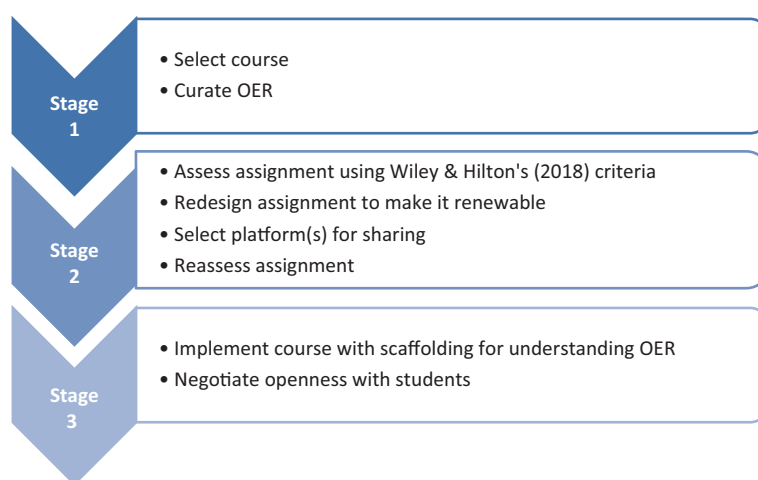 Stage
1
• Select course
• Curate OER
Stage
2
• Assess assignment using Wiley & Hilton's (2018) criteria
• Redesign assignment to make it renewable
• Select platform(s) for sharing
• Reassess assignment
Stage
3
• Implement course with scaffolding for understanding OER
• Negotiate openness with students